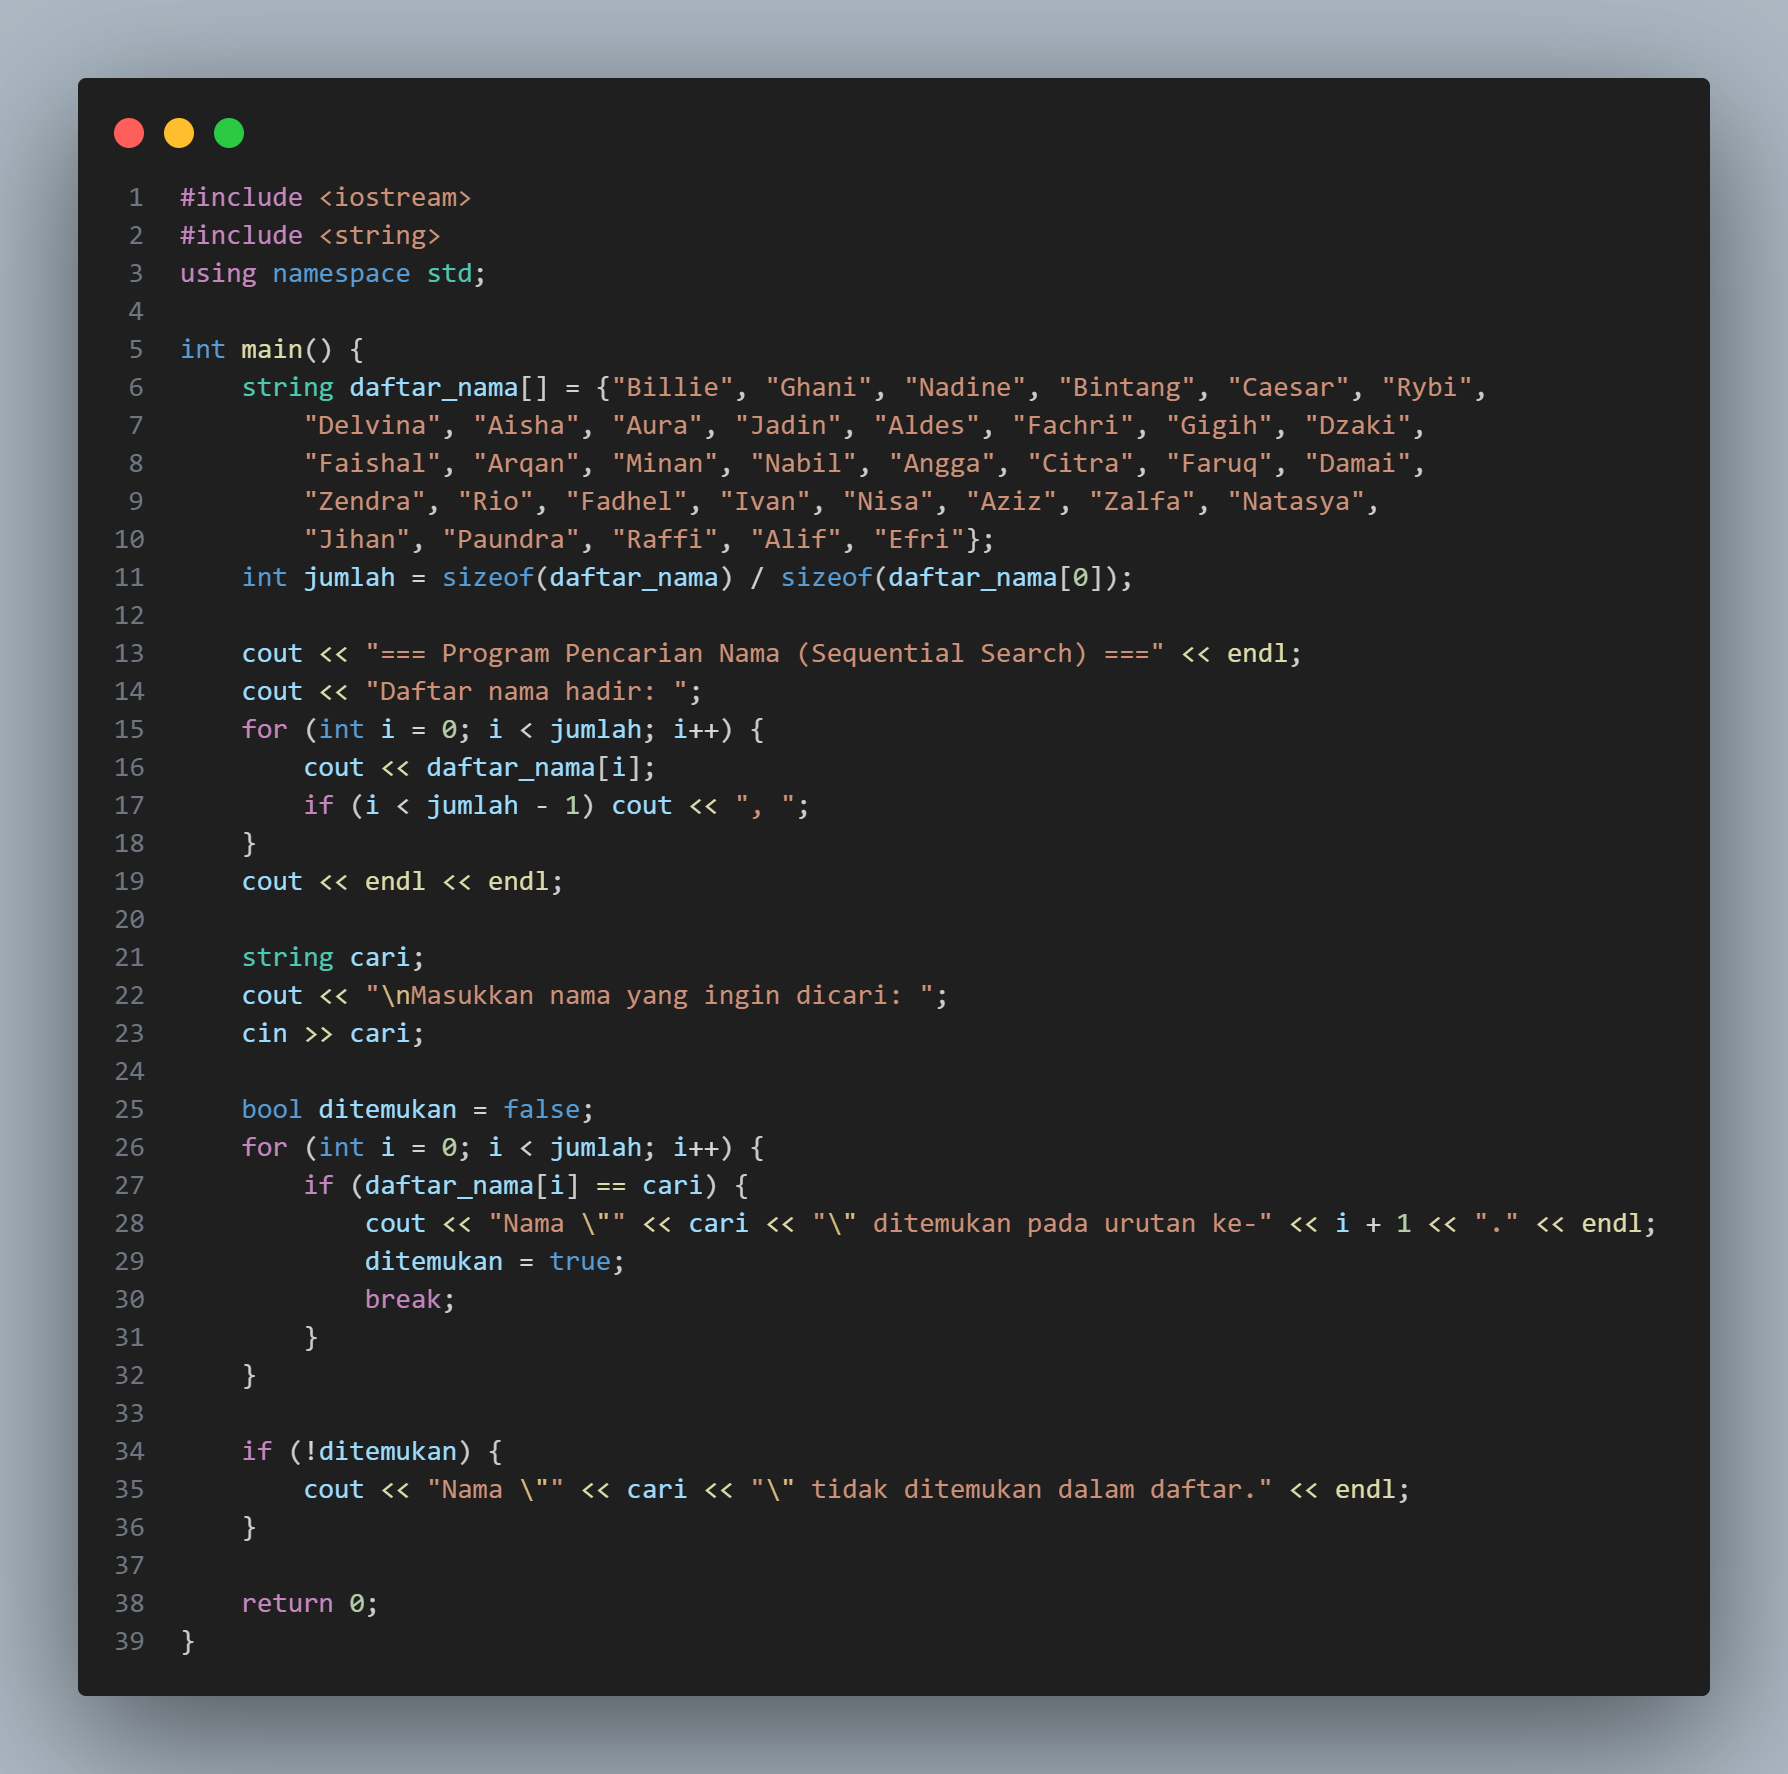 1 #include <iostream>
2 #include <string>
3 using namespace std;
4
5 int main() {
6     string daftar_nama[] = {"Billie", "Ghani", "Nadine", "Bintang", "Caesar", "Rybi",
7         "Delvina", "Aisha", "Aura", "Jadin", "Aldes", "Fachri", "Gigih", "Dzaki",
8         "Faishal", "Arqan", "Minan", "Nabil", "Angga", "Citra", "Faruq", "Damai",
9         "Zendra", "Rio", "Fadhel", "Ivan", "Nisa", "Aziz", "Zalfa", "Natasya",
10         "Jihan", "Paundra", "Raffi", "Alif", "Efri"};
11     int jumlah = sizeof(daftar_nama) / sizeof(daftar_nama[0]);
12
13     cout << "=== Program Pencarian Nama (Sequential Search) ===" << endl;
14     cout << "Daftar nama hadir: ";
15     for (int i = 0; i < jumlah; i++) {
16         cout << daftar_nama[i];
17         if (i < jumlah - 1) cout << ", ";
18     }
19     cout << endl << endl;
20
21     string cari;
22     cout << "\nMasukkan nama yang ingin dicari: ";
23     cin >> cari;
24
25     bool ditemukan = false;
26     for (int i = 0; i < jumlah; i++) {
27         if (daftar_nama[i] == cari) {
28             cout << "Nama \"" << cari << "\" ditemukan pada urutan ke-" << i + 1 << "." << endl;
29             ditemukan = true;
30             break;
31         }
32     }
33
34     if (!ditemukan) {
35         cout << "Nama \"" << cari << "\" tidak ditemukan dalam daftar." << endl;
36     }
37
38     return 0;
39 }